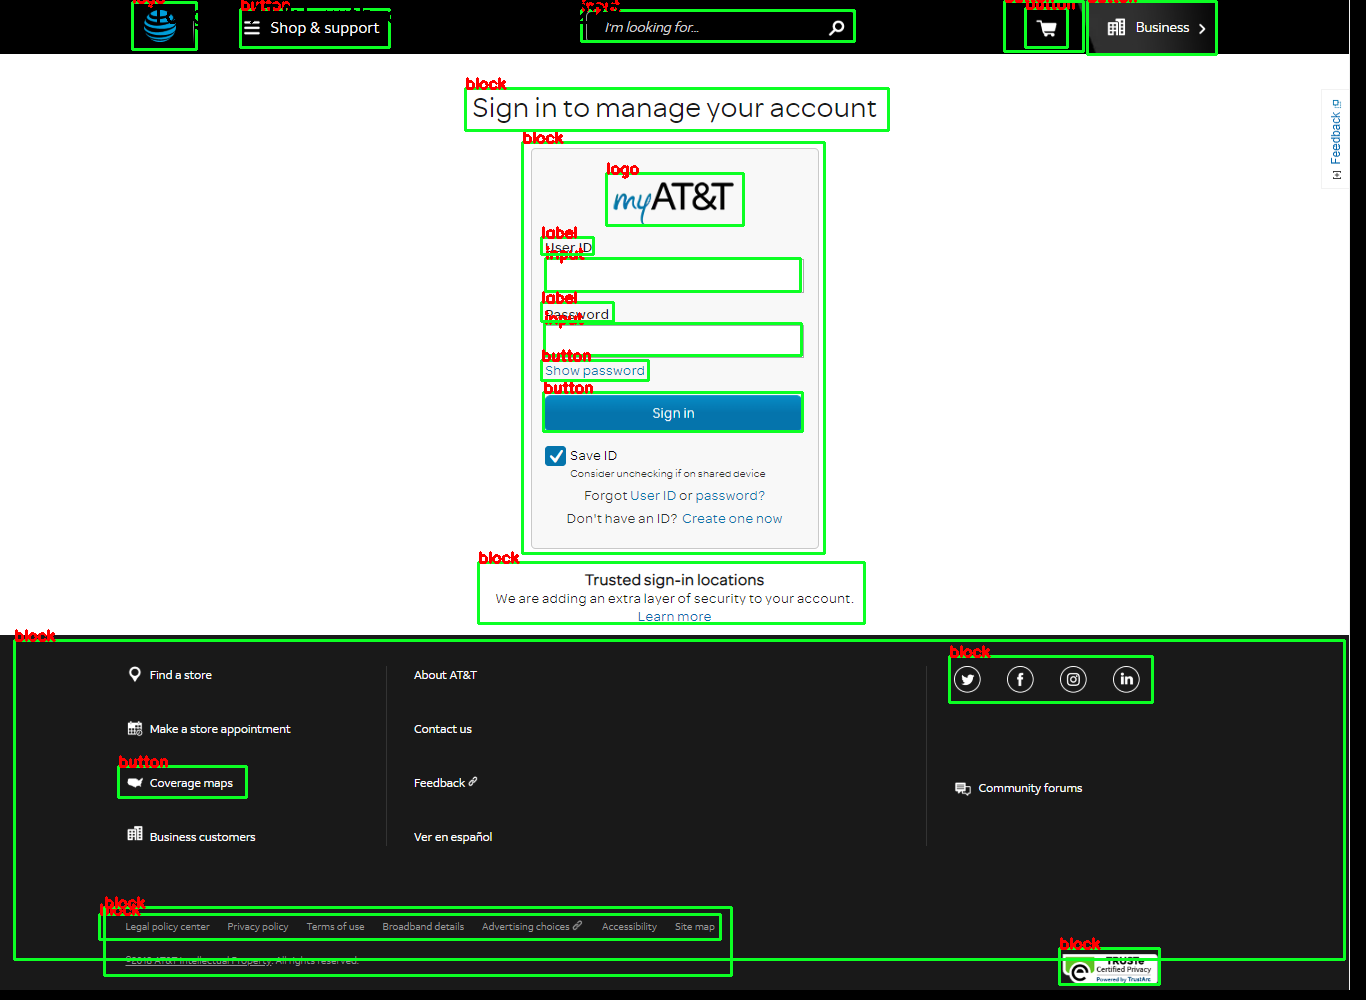 logo
button
Shop & support
input
I'm looking for...
button
button
Business
block
Sign in to manage your account
Feedback
[+]
block
logo
myAT&T
label
User ID
input
label
Password
input
button
Show password
button
Sign in
Save ID
Consider unchecking if on shared device
Forgot User ID or password?
Don't have an ID? Create one now
block
Trusted sign-in locations
We are adding an extra layer of security to your account.
Learn more
block
block
Find a store
About AT&T
Make a store appointment
Contact us
button
Coverage maps
Feedback
Community forums
Business customers
Ver en español
block
block
Legal policy center Privacy policy Terms of use Broadband details Advertising choices Accessibility Site map
AT&T Intellectual Property. All rights reserved.
block
TRUSTe
Certified Privacy
Powered by TrustArc
in